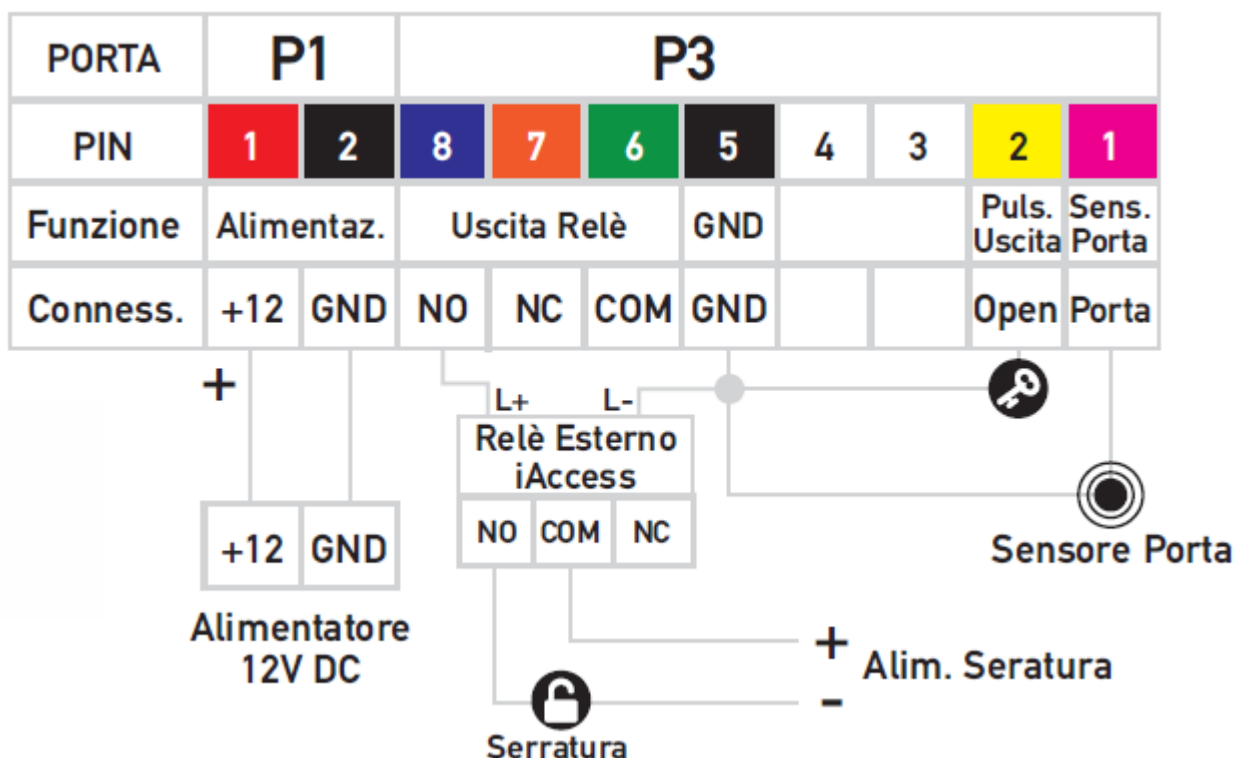 PORTA P1 P3
PIN 1 2 8 7 6 5 4 3 2 1
Funzione Alimentaz. Uscita Relè GND Puls. Uscita Sens. Porta
Conness. +12 GND NO NC COM GND Open Porta
+
L+ L-
Relè Esterno
iAccess
NO COM NC
+12 GND
Sensore Porta
Alimentatore
12V DC
+
Alim. Seratura
-
Serratura